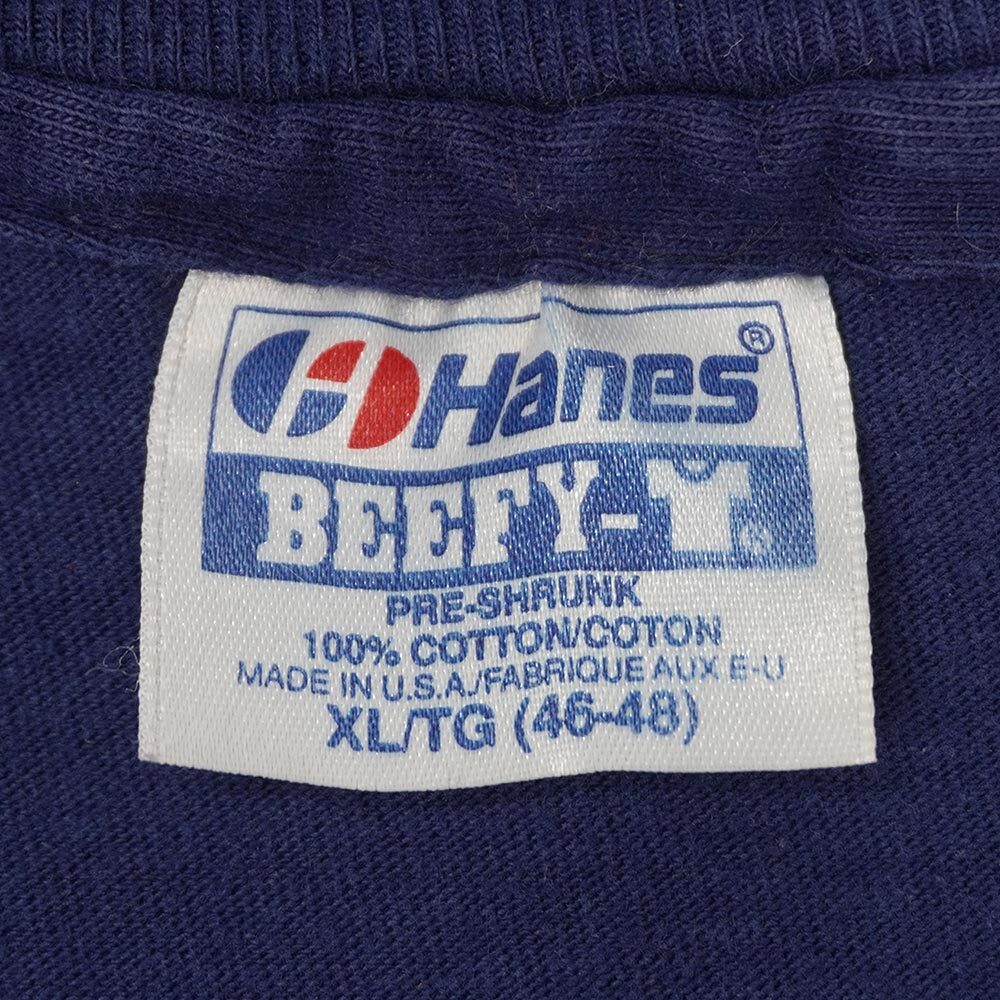 Hanes®
BEEFY-T
PRE-SHRUNK
100% COTTON/COTON
MADE IN U.S.A./FABRIQUE AUX E-U
XL/TG (46-48)